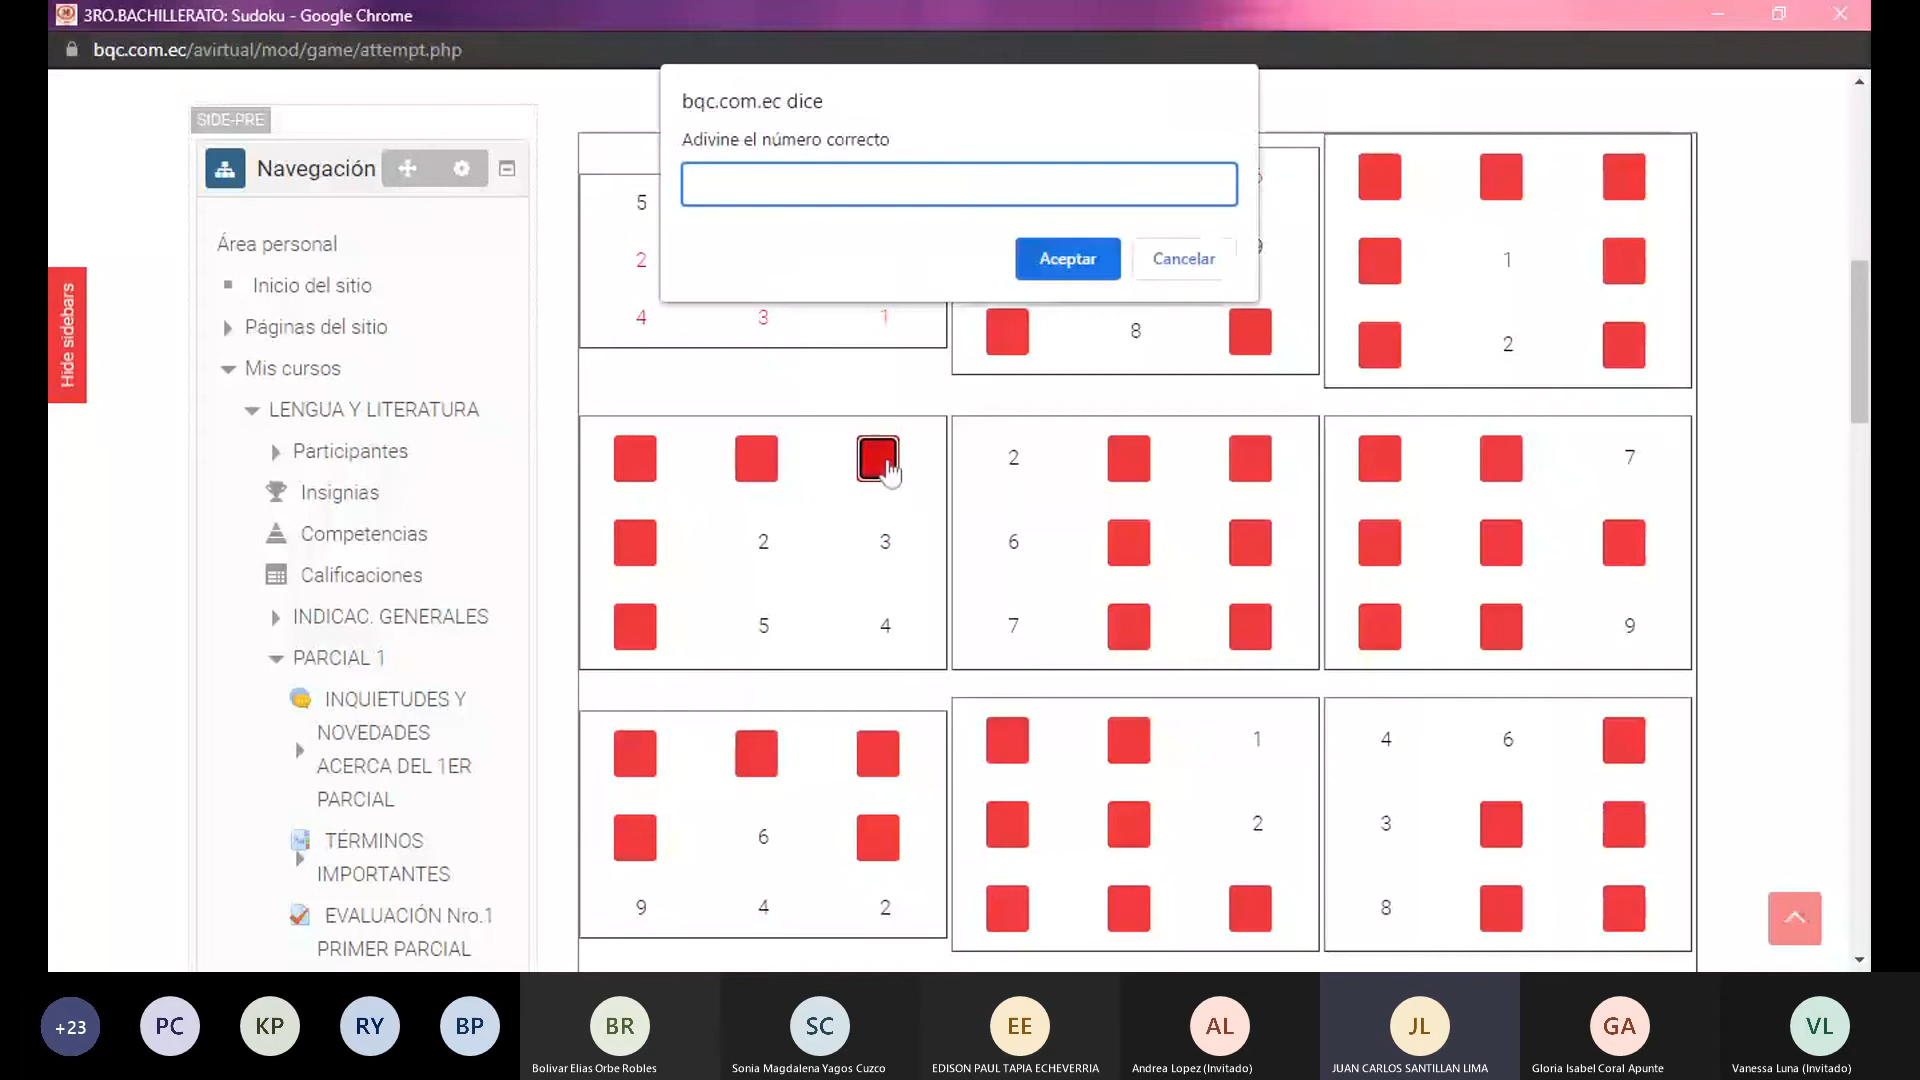 3RO.BACHILLERATO: Sudoku - Google Chrome
bqc.com.ec/avirtual/mod/game/attempt.php
bqc.com.ec dice
Adivine el número correcto
Aceptar Cancelar
Hide sidebars
SIDE-PRE
Navegación
Área personal
Inicio del sitio
Páginas del sitio
Mis cursos
LENGUA Y LITERATURA
Participantes
Insignias
Competencias
Calificaciones
INDICAC. GENERALES
PARCIAL 1
INQUIETUDES Y
NOVEDADES
ACERCA DEL 1ER
PARCIAL
TÉRMINOS
IMPORTANTES
EVALUACIÓN Nro.1
PRIMER PARCIAL
5
2
4 3 1
8
1
2
2 3
5 4
2
6
7
7
9
6
9 4 2
1
2
4 6
3
8
+23 PC KP RY BP BR SC EE AL JL GA VL
Bolivar Elias Orbe Robles
Sonia Magdalena Yagos Cuzco
EDISON PAUL TAPIA ECHEVERRIA
Andrea Lopez (Invitado)
JUAN CARLOS SANTILLAN LIMA
Gloria Isabel Coral Apunte
Vanessa Luna (Invitado)